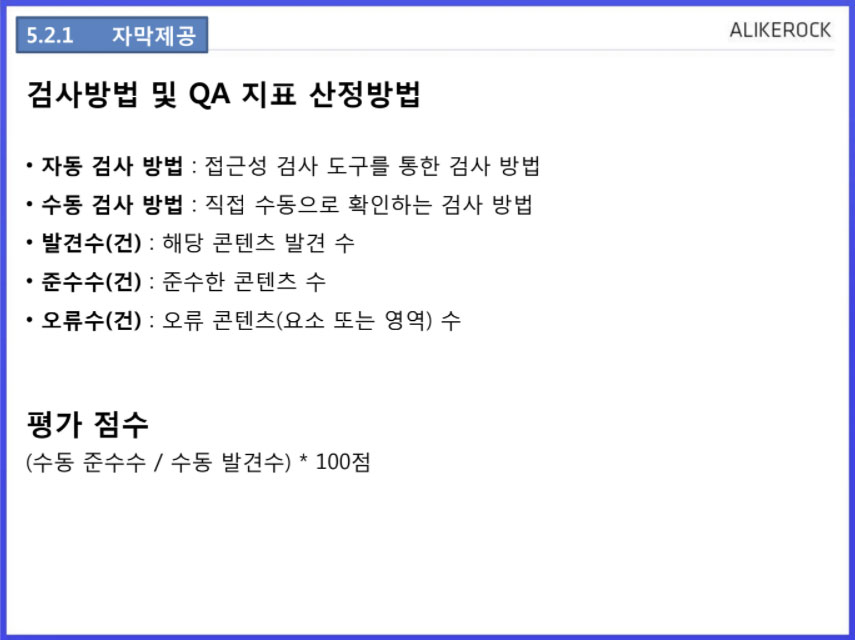 5.2.1 자막제공
ALIKEROCK
검사방법 및 QA 지표 산정방법
• 자동 검사 방법 : 접근성 검사 도구를 통한 검사 방법
• 수동 검사 방법 : 직접 수동으로 확인하는 검사 방법
• 발견수(건) : 해당 콘텐츠 발견 수
• 준수수(건) : 준수한 콘텐츠 수
• 오류수(건) : 오류 콘텐츠(요소 또는 영역) 수
평가 점수
(수동 준수수 / 수동 발견수) * 100점